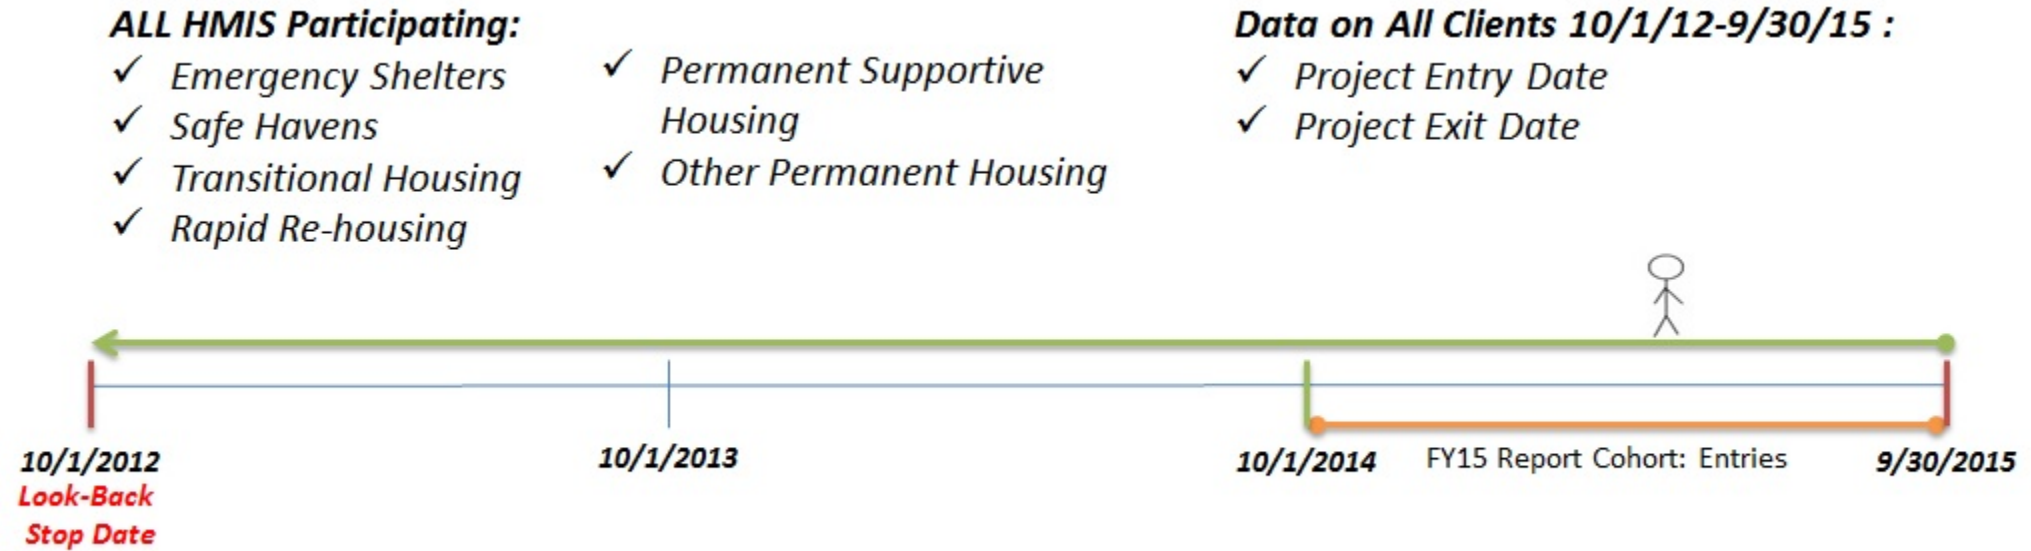 ALL HMIS Participating:
✓ Emergency Shelters
✓ Safe Havens
✓ Transitional Housing
✓ Rapid Re-housing
✓ Permanent Supportive
Housing
✓ Other Permanent Housing
Data on All Clients 10/1/12-9/30/15 :
✓ Project Entry Date
✓ Project Exit Date
10/1/2012
Look-Back
Stop Date
10/1/2013
10/1/2014
FY15 Report Cohort: Entries
9/30/2015